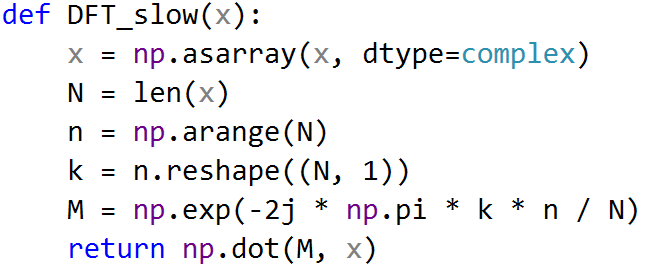 def DFT_slow(x):
    x = np.asarray(x, dtype=complex)
    N = len(x)
    n = np.arange(N)
    k = n.reshape((N, 1))
    M = np.exp(-2j * np.pi * k * n / N)
    return np.dot(M, x)